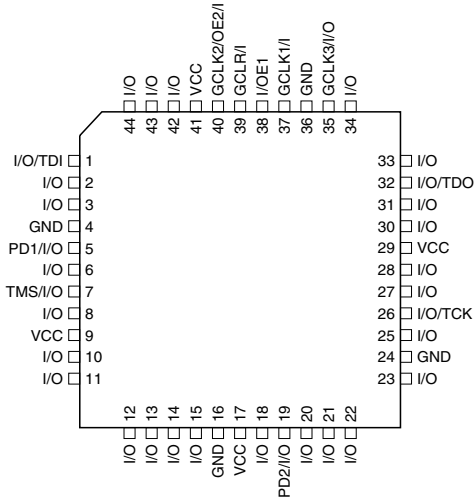 I/O
I/O
I/O
VCC
GCLK2/OE2/I
GCLR/I
I/OE1
GCLK1/I
GND
GCLK3/I/O
I/O
44 43 42 41 40 39 38 37 36 35 34
I/O/TDI 1
I/O 2
I/O 3
GND 4
PD1/I/O 5
I/O 6
TMS/I/O 7
I/O 8
VCC 9
I/O 10
I/O 11
33 I/O
32 I/O/TDO
31 I/O
30 I/O
29 VCC
28 I/O
27 I/O
26 I/O/TCK
25 I/O
24 GND
23 I/O
12 13 14 15 16 17 18 19 20 21 22
I/O
I/O
I/O
I/O
GND
VCC
I/O
PD2/I/O
I/O
I/O
I/O